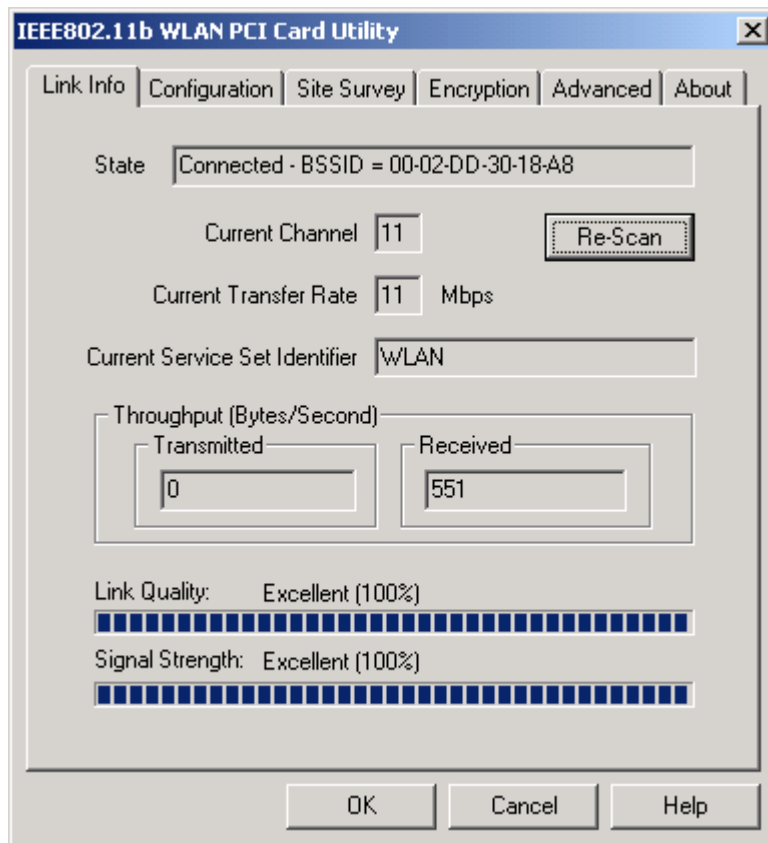 IEEE802.11b WLAN PCI Card Utility
Link Info Configuration Site Survey Encryption Advanced About
State Connected - BSSID = 00-02-DD-30-18-A8
Current Channel 11 Re-Scan
Current Transfer Rate 11 Mbps
Current Service Set Identifier WLAN
Throughput (Bytes/Second)
Transmitted Received
0 551
Link Quality: Excellent (100%)
Signal Strength: Excellent (100%)
OK Cancel Help